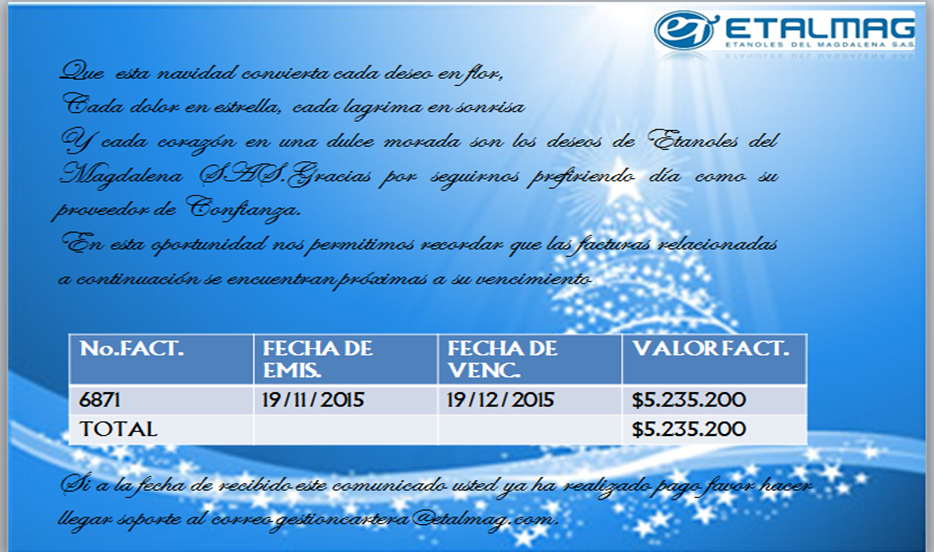 ETALMAG
ETANOLES DEL MAGDALENA S.A.S
Que esta navidad convierta cada deseo en flor,
Cada dolor en estrella, cada lagrima en sonrisa
Y cada corazón en una dulce morada son los deseos de Etanoles del
Magdalena SAS.Gracias por seguirnos prefiriendo día como su
proveedor de Confianza.
En esta oportunidad nos permitimos recordar que las facturas relacionadas
a continuación se encuentran próximas a su vencimiento
No.FACT. FECHA DE EMIS. FECHA DE VENC. VALOR FACT.
6871 19/11/2015 19/12/2015 $5.235.200
TOTAL $5.235.200
Si a la fecha de recibido este comunicado usted ya ha realizado pago favor hacer
llegar soporte al correo gestioncartera@etalmag.com.